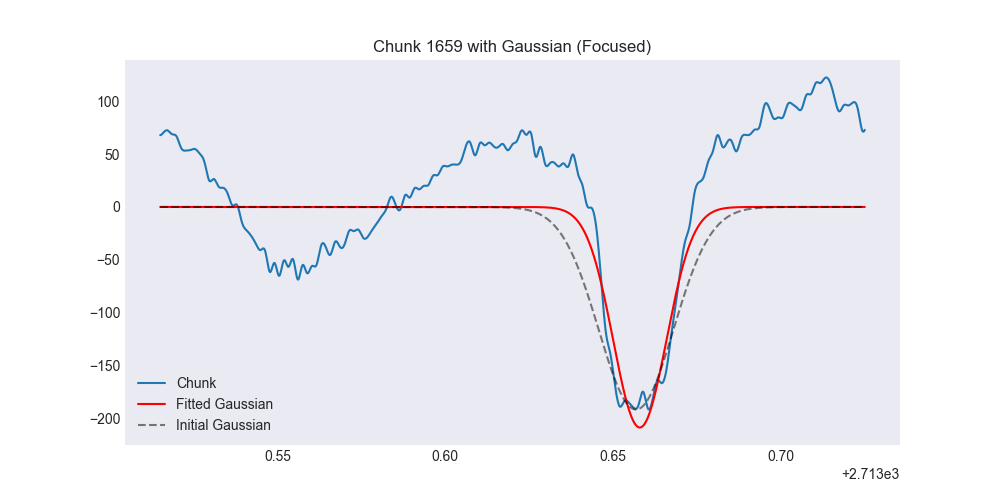 Chunk 1659 with Gaussian (Focused)
100
50
0
−50
−100
−150
−200
Chunk
Fitted Gaussian
Initial Gaussian
0.55 0.60 0.65 0.70
+2.713e3